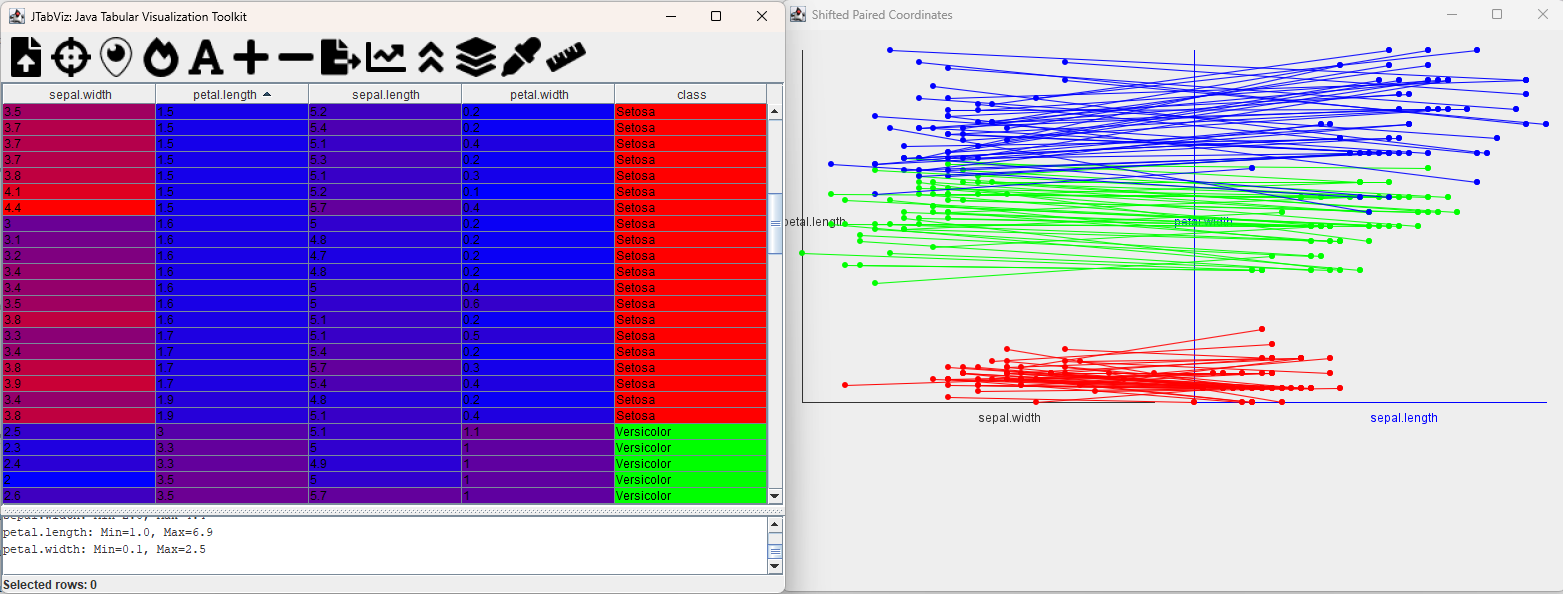 JTabViz: Java Tabular Visualization Toolkit
sepal.width petal.length sepal.length petal.width class
3.5 1.5 5.2 0.2 Setosa
3.7 1.5 5.4 0.2 Setosa
3.7 1.5 5.1 0.4 Setosa
3.7 1.5 5.3 0.2 Setosa
3.8 1.5 5.1 0.3 Setosa
4.1 1.5 5.2 0.1 Setosa
4.4 1.5 5.7 0.4 Setosa
3 1.6 5 0.2 Setosa
3.1 1.6 4.8 0.2 Setosa
3.2 1.6 4.7 0.2 Setosa
3.4 1.6 4.8 0.2 Setosa
3.4 1.6 5 0.4 Setosa
3.5 1.6 5 0.6 Setosa
3.8 1.6 5.1 0.2 Setosa
3.3 1.7 5.1 0.5 Setosa
3.4 1.7 5.4 0.2 Setosa
3.8 1.7 5.7 0.3 Setosa
3.9 1.7 5.4 0.4 Setosa
3.4 1.9 4.8 0.2 Setosa
3.8 1.9 5.1 0.4 Setosa
2.5 3 5.1 1.1 Versicolor
2.3 3.3 5 1 Versicolor
2.4 3.3 4.9 1 Versicolor
2 3.5 5 1 Versicolor
2.6 3.5 5.7 1 Versicolor
petal.length: Min=1.0, Max=6.9
petal.width: Min=0.1, Max=2.5
Selected rows: 0
Shifted Paired Coordinates
petal.length
petal.width
sepal.width
sepal.length